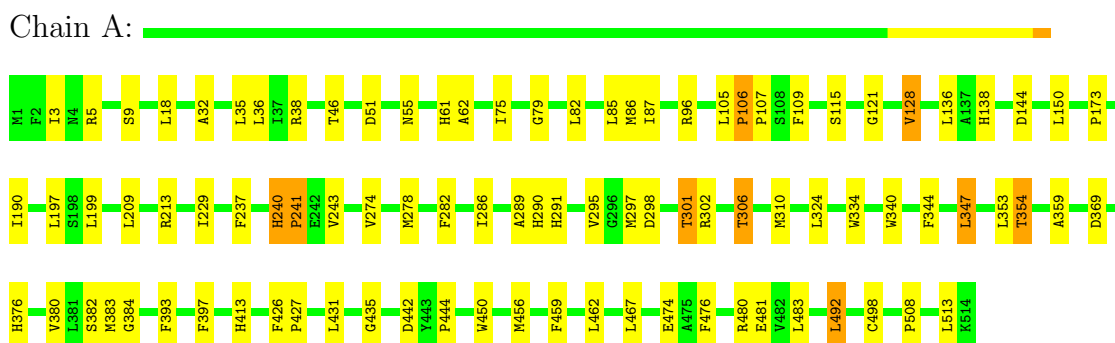 Chain A:
M1 F2 I3 N4 R5 S9 L18 A32 L35 L36 I37 R38 T46 D51 N55 H61 A62 I75 G79 L82 L85 M86 I87 R96 L105 P106 P107 S108 F109 S115 G121 V128 L136 A137 H138 D144 L150 P173
I190 L197 S198 L199 L209 R213 I229 F237 H240 P241 E242 V243 V274 M278 F282 I286 A289 H290 H291 V295 G296 M297 D298 T301 R302 T306 M310 L324 W334 W340 F344 L347 L353 T354 A359 D369
H376 V380 L381 S382 M383 G384 F393 F397 H413 F426 P427 L431 G435 D442 Y443 P444 W450 M456 F459 L462 L467 E474 A475 F476 R480 E481 V482 L483 L492 C498 P508 L513 K514